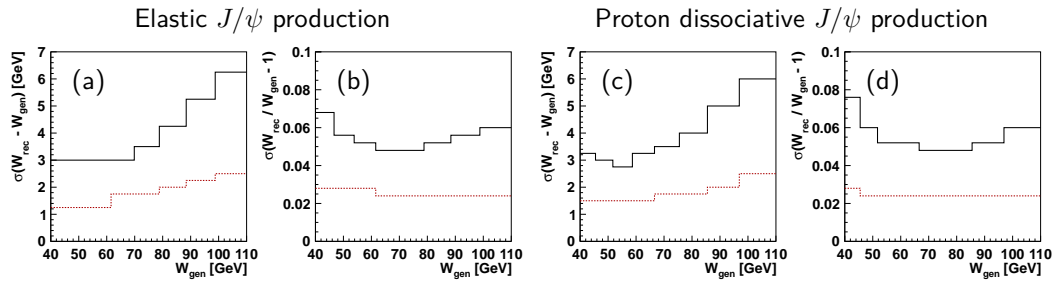 Elastic J/ψ production
Proton dissociative J/ψ production
σ(W_rec - W_gen) [GeV]
7
6
5
4
3
2
1
0
(a)
40 50 60 70 80 90 100 110
W_gen [GeV]
σ(W_rec / W_gen - 1)
0.1
0.08
0.06
0.04
0.02
0
(b)
40 50 60 70 80 90 100 110
W_gen [GeV]
σ(W_rec - W_gen) [GeV]
7
6
5
4
3
2
1
0
(c)
40 50 60 70 80 90 100 110
W_gen [GeV]
σ(W_rec / W_gen - 1)
0.1
0.08
0.06
0.04
0.02
0
(d)
40 50 60 70 80 90 100 110
W_gen [GeV]